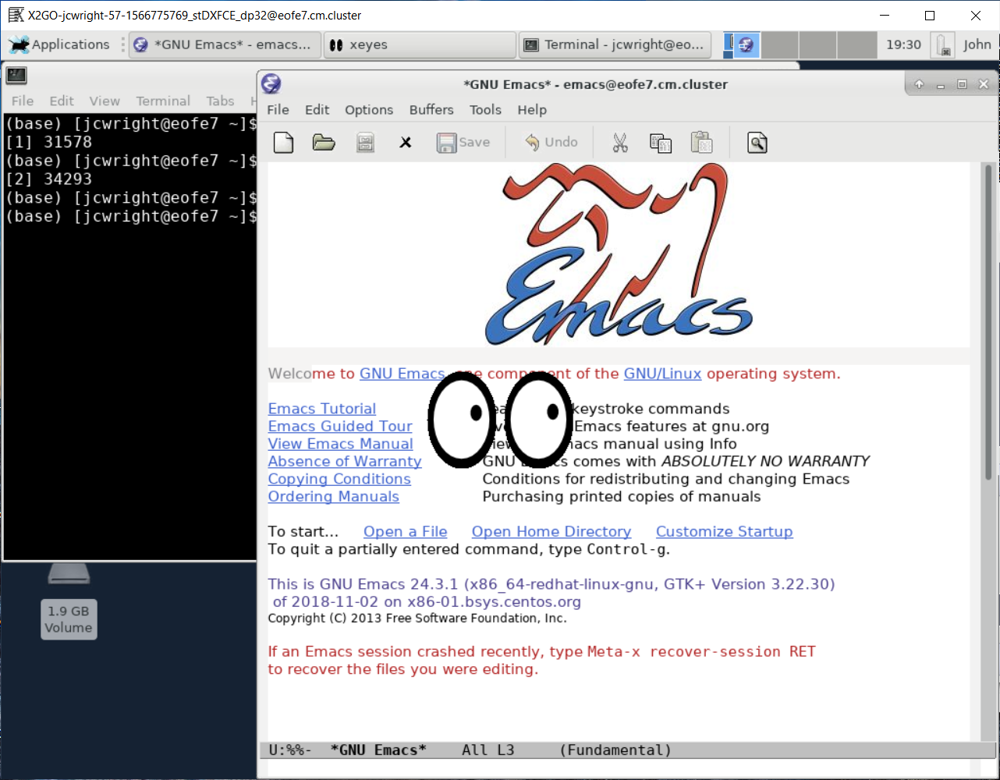 X2GO-jcwright-57-1566775769_stDXFCE_dp32@eofe7.cm.cluster
Applications *GNU Emacs* - emacs... xeyes Terminal - jcwright@eo... 19:30 John
File Edit View Terminal Tabs H
(base) [jcwright@eofe7 ~]$
[1] 31578
(base) [jcwright@eofe7 ~]$
[2] 34293
(base) [jcwright@eofe7 ~]$
(base) [jcwright@eofe7 ~]$
1.9 GB
Volume
*GNU Emacs* - emacs@eofe7.cm.cluster
File Edit Options Buffers Tools Help
Save Undo
Emacs
Welcome to GNU Emacs, one component of the GNU/Linux operating system.
Emacs Tutorial keystroke commands
Emacs Guided Tour Emacs features at gnu.org
View Emacs Manual manual using Info
Absence of Warranty GNU Emacs comes with ABSOLUTELY NO WARRANTY
Copying Conditions Conditions for redistributing and changing Emacs
Ordering Manuals Purchasing printed copies of manuals
To start... Open a File Open Home Directory Customize Startup
To quit a partially entered command, type Control-g.
This is GNU Emacs 24.3.1 (x86_64-redhat-linux-gnu, GTK+ Version 3.22.30)
of 2018-11-02 on x86-01.bsys.centos.org
Copyright (C) 2013 Free Software Foundation, Inc.
If an Emacs session crashed recently, type Meta-x recover-session RET
to recover the files you were editing.
U:%%- *GNU Emacs* All L3 (Fundamental)